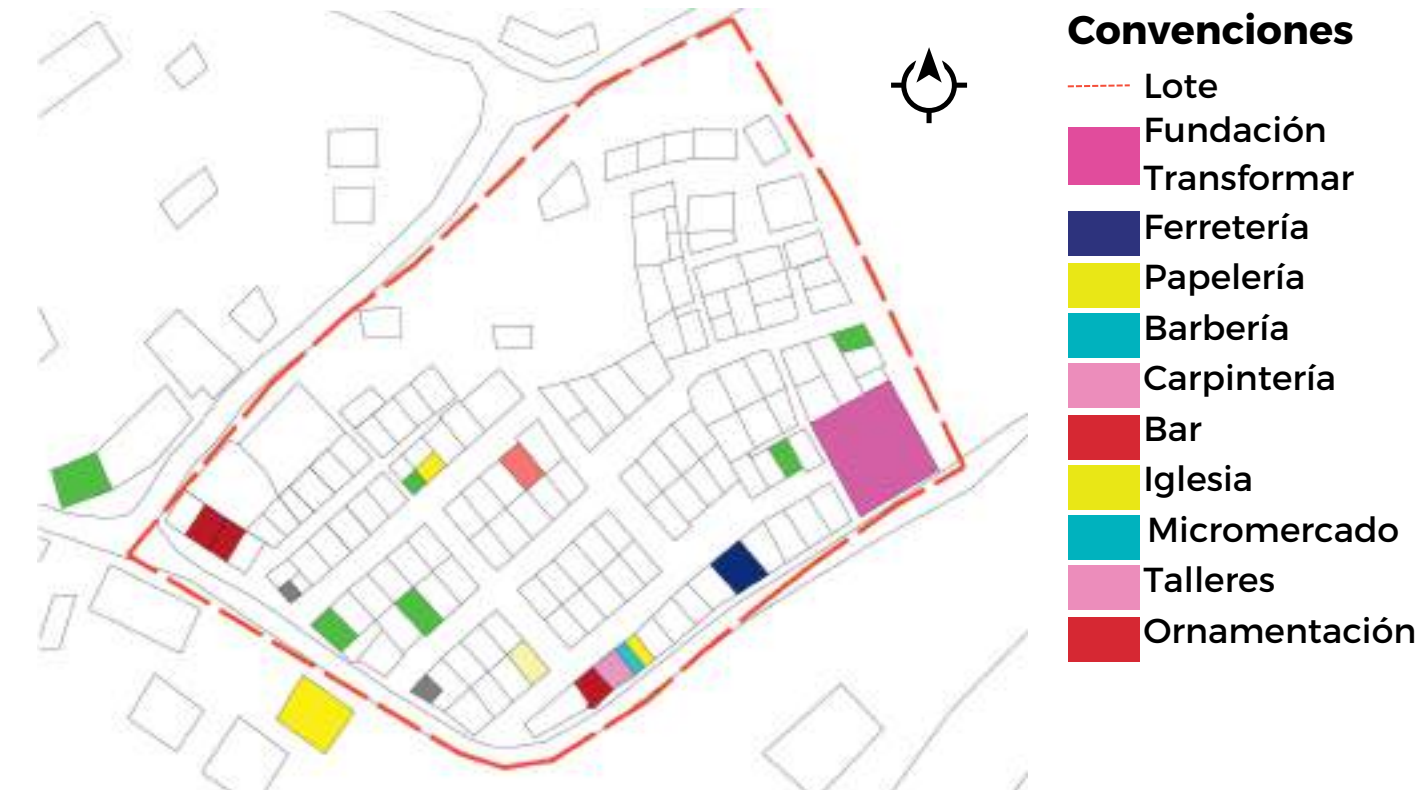 Convenciones
Lote
Fundación
Transformar
Ferretería
Papelería
Barbería
Carpintería
Bar
Iglesia
Micromercado
Talleres
Ornamentación